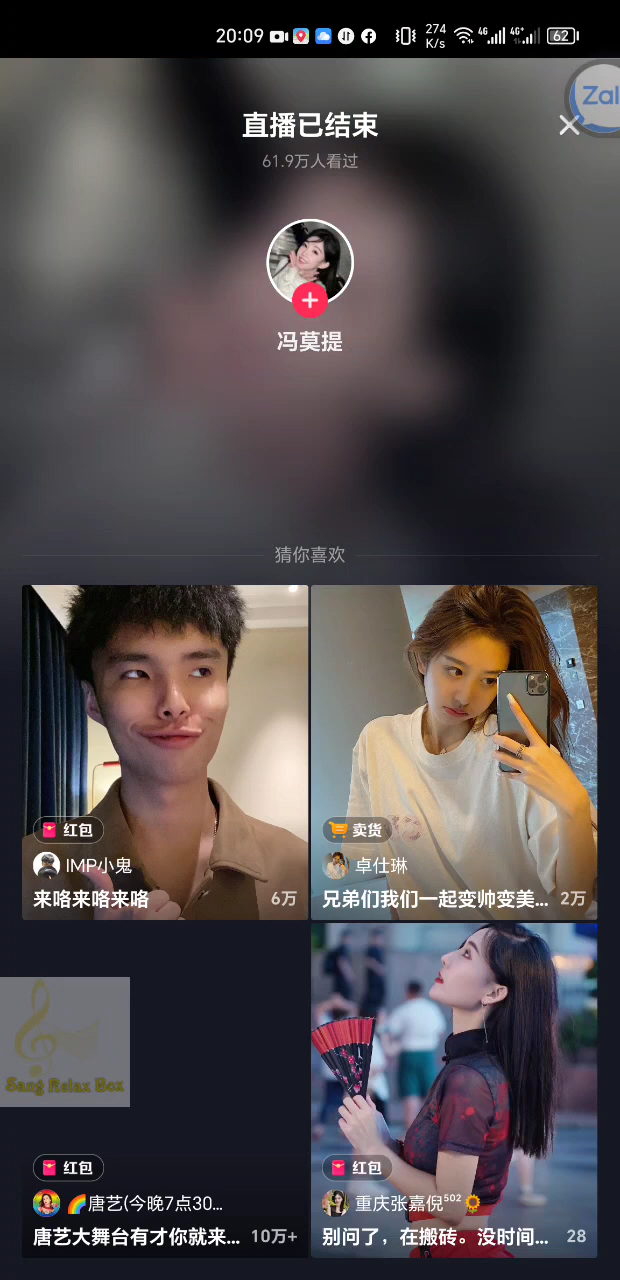 20:09
274
K/s
4G
4G+
62
Zal
直播已结束
61.9万人看过
冯莫提
猜你喜欢
红包
IMP小鬼
来咯来咯来咯 6万
卖货
卓仕琳
兄弟们我们一起变帅变美... 2万
Sang Relax Box
红包
🌈唐艺(今晚7点30...
唐艺大舞台有才你就来... 10万+
红包
重庆张嘉倪502🌻
别问了，在搬砖。没时间... 28